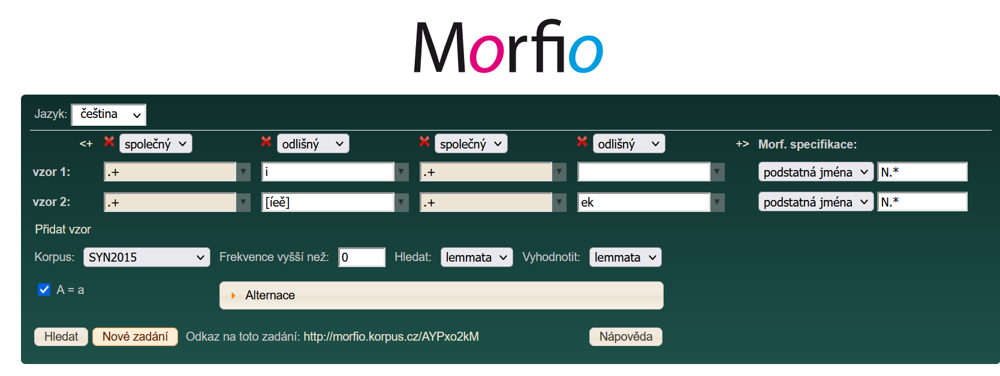 Morfio
Jazyk: čeština
<+ společný odlišný společný odlišný +> Morf. specifikace:
vzor 1: .+ i .+ podstatná jména N.*
vzor 2: .+ [íeě] .+ ek podstatná jména N.*
Přidat vzor
Korpus: SYN2015 Frekvence vyšší než: 0 Hledat: lemmata Vyhodnotit: lemmata
A = a Alternace
Hledat Nové zadání Odkaz na toto zadání: http://morfio.korpus.cz/AYPxo2kM Nápověda